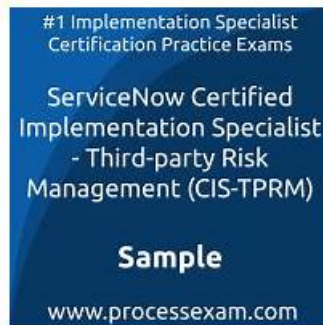 #1 Implementation Specialist
Certification Practice Exams
ServiceNow Certified
Implementation Specialist
- Third-party Risk
Management (CIS-TPRM)
Sample
www.processexam.com